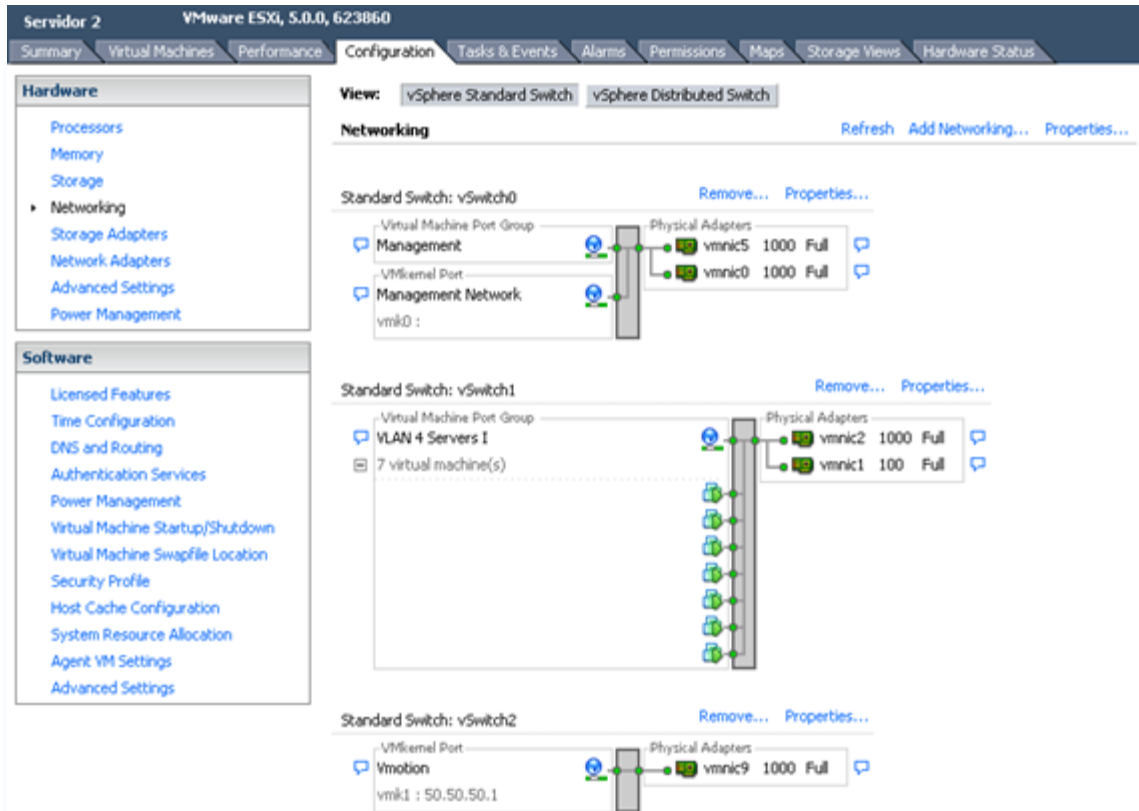 Servidor 2 VMware ESXi, 5.0.0, 623860
Summary Virtual Machines Performance Configuration Tasks & Events Alarms Permissions Maps Storage Views Hardware Status
Hardware
Processors
Memory
Storage
Networking
Storage Adapters
Network Adapters
Advanced Settings
Power Management
Software
Licensed Features
Time Configuration
DNS and Routing
Authentication Services
Power Management
Virtual Machine Startup/Shutdown
Virtual Machine Swapfile Location
Security Profile
Host Cache Configuration
System Resource Allocation
Agent VM Settings
Advanced Settings
View: vSphere Standard Switch vSphere Distributed Switch
Networking Refresh Add Networking... Properties...
Standard Switch: vSwitch0 Remove... Properties...
Virtual Machine Port Group Physical Adapters
Management vmnic5 1000 Full
vmnic0 1000 Full
VMkernel Port
Management Network
vmk0 :
Standard Switch: vSwitch1 Remove... Properties...
Virtual Machine Port Group Physical Adapters
VLAN 4 Servers I vmnic2 1000 Full
7 virtual machine(s) vmnic1 100 Full
Standard Switch: vSwitch2 Remove... Properties...
VMkernel Port Physical Adapters
Vmotion vmnic9 1000 Full
vmk1 : 50.50.50.1